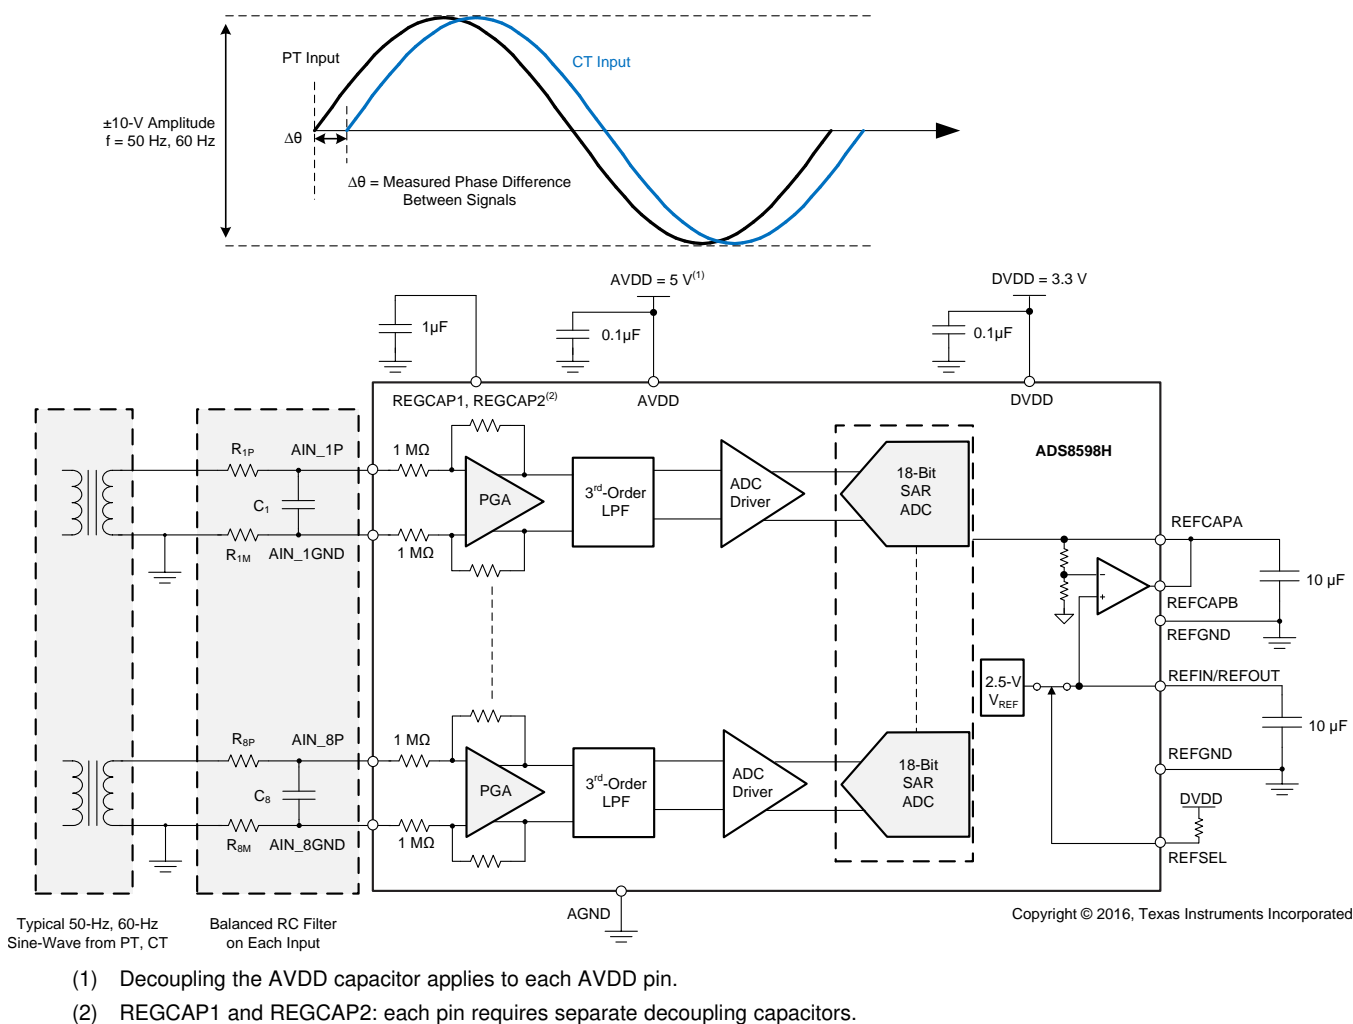 PT Input
CT Input
±10-V Amplitude
f = 50 Hz, 60 Hz
Δθ
Δθ = Measured Phase Difference
Between Signals
AVDD = 5 V(1)
DVDD = 3.3 V
1µF
0.1µF
0.1µF
REGCAP1, REGCAP2(2)
AVDD
DVDD
ADS8598H
R1P
AIN_1P
1 MΩ
C1
PGA
3rd-Order
LPF
ADC
Driver
18-Bit
SAR
ADC
R1M
AIN_1GND
1 MΩ
REFCAPA
10 µF
REFCAPB
REFGND
2.5-V
VREF
REFIN/REFOUT
10 µF
REFGND
R8P
AIN_8P
1 MΩ
C8
PGA
3rd-Order
LPF
ADC
Driver
18-Bit
SAR
ADC
R8M
AIN_8GND
1 MΩ
DVDD
REFSEL
−
+
AGND
Typical 50-Hz, 60-Hz
Sine-Wave from PT, CT
Balanced RC Filter
on Each Input
Copyright © 2016, Texas Instruments Incorporated
(1) Decoupling the AVDD capacitor applies to each AVDD pin.
(2) REGCAP1 and REGCAP2: each pin requires separate decoupling capacitors.